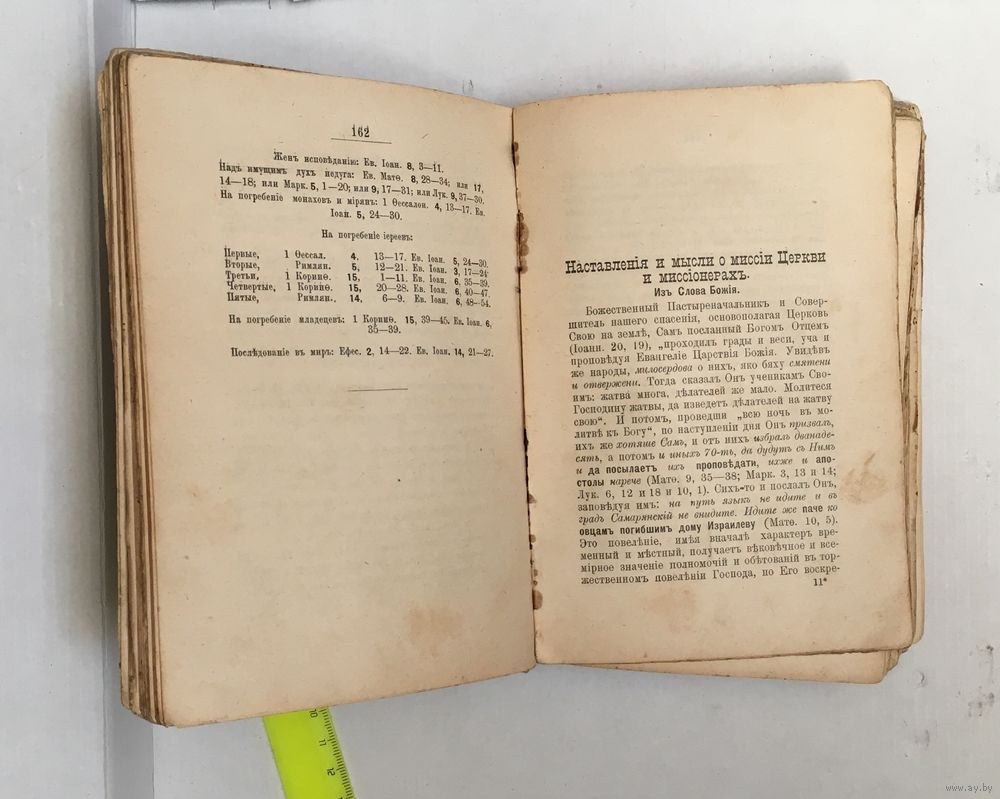 162
Женъ исповѣданію: Ев. Іоан. 8, 3—11.
Надъ имущимъ духъ недуга: Ев. Матѳ. 8, 28—34; или 17,
14—18; или Марк. 5, 1—20; или 9, 17—31; или Лук. 9, 37—30.
На погребеніе монаховъ и мірянъ: 1 Ѳессалон. 4, 13—17. Ев.
Іоан. 5, 24—30.
На погребеніе іереевъ:
Первые, 1 Ѳессал. 4. 13—17. Ев. Іоан. 5, 24—30.
Вторые, Римлян. 5, 12—21. Ев. Іоан. 3, 17—24.
Третьи, 1 Коринѳ. 15, 1—11. Ев. Іоан. 6, 35—39.
Четвертые, 1 Коринѳ. 15, 20—28. Ев. Іоан. 6, 40—47.
Пятые, Римлян. 14, 6—9. Ев. Іоан. 6, 48—54.
На погребеніе младецевъ: 1 Коринѳ. 15, 39—45. Ев. Іоан. 6,
35—39.
Послѣдованіе въ миръ: Ефес. 2, 14—22. Ев. Іоан. 14, 21—27.
Наставленія и мысли о миссіи Церкви
и миссіонерахъ.
Изъ Слова Божія.
Божественный Пастыреначальникъ и Совер-
шитель нашего спасенія, основополагая Церковь
Свою на землѣ, Самъ посланный Богомъ Отцемъ
(Іоанн. 20, 19), „проходилъ грады и веси, уча и
проповѣдуя Евангеліе Царствія Божія. Увидѣвъ
же народы, милосердова о нихъ, яко бяху смятени
и отвержени. Тогда сказалъ Онъ ученикамъ Сво-
имъ: жатва многа, дѣлателей же мало. Молитеся
Господину жатвы, да изведетъ дѣлателей на жатву
свою“. И потомъ, проведши „всю ночь въ мо-
литвѣ къ Богу“, по наступленіи дня Онъ призвалъ,
ихъ же хотяше Самъ, и отъ нихъ избралъ дванаде-
сять, а потомъ и иныхъ 70-ть, да будутъ съ Нимъ
и да посылаетъ ихъ проповѣдати, ихже и апо-
столы нарече (Матѳ. 9, 35—38; Марк. 3, 13 и 14;
Лук. 6, 12 и 18 и 10, 1). Сихъ-то и послалъ Онъ,
заповѣдуя имъ: на путь языкъ не идите и въ
градъ Самарянскій не внидите. Идите же паче ко
овцамъ погибшимъ дому Израилеву (Матѳ. 10, 5).
Это повелѣніе, имѣя вначалѣ характеръ вре-
менный и мѣстный, получаетъ вѣковѣчное и все-
мірное значеніе полномочій и обѣтованій въ тор-
жественномъ повелѣніи Господа, по Его воскре-
11*
10
11
12
www.ay.by